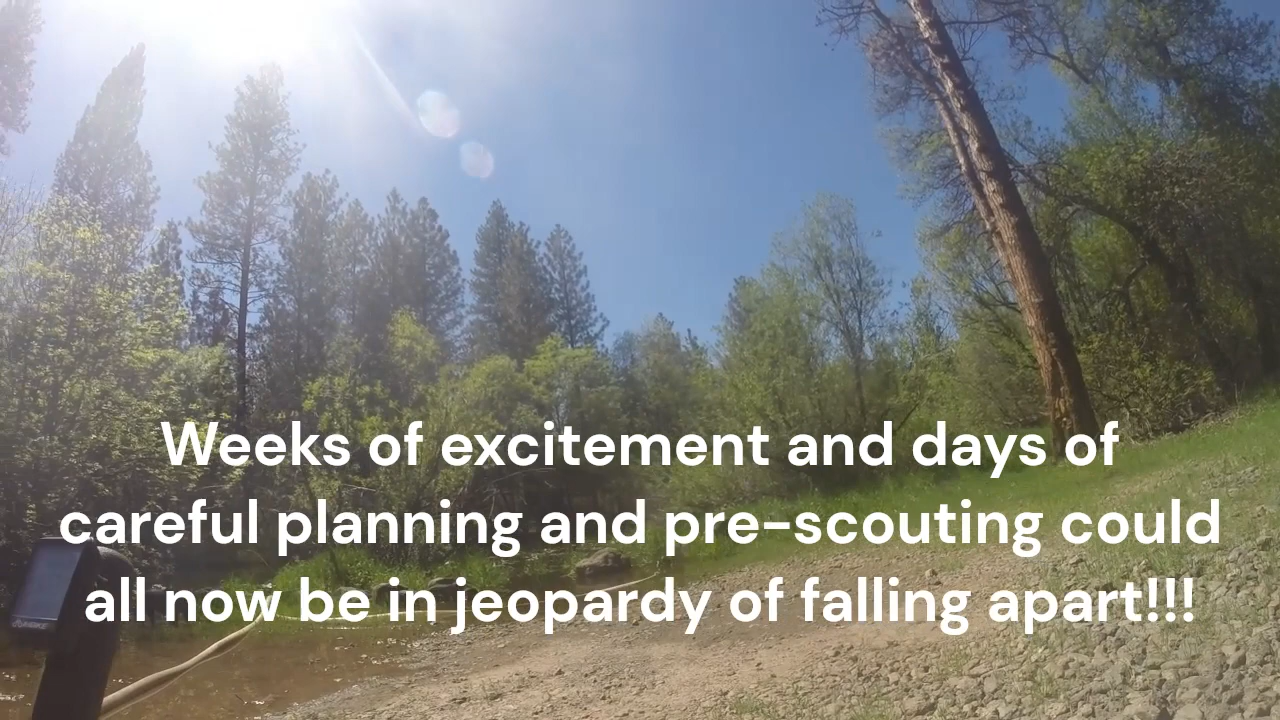 Weeks of excitement and days of
careful planning and pre-scouting could
all now be in jeopardy of falling apart!!!